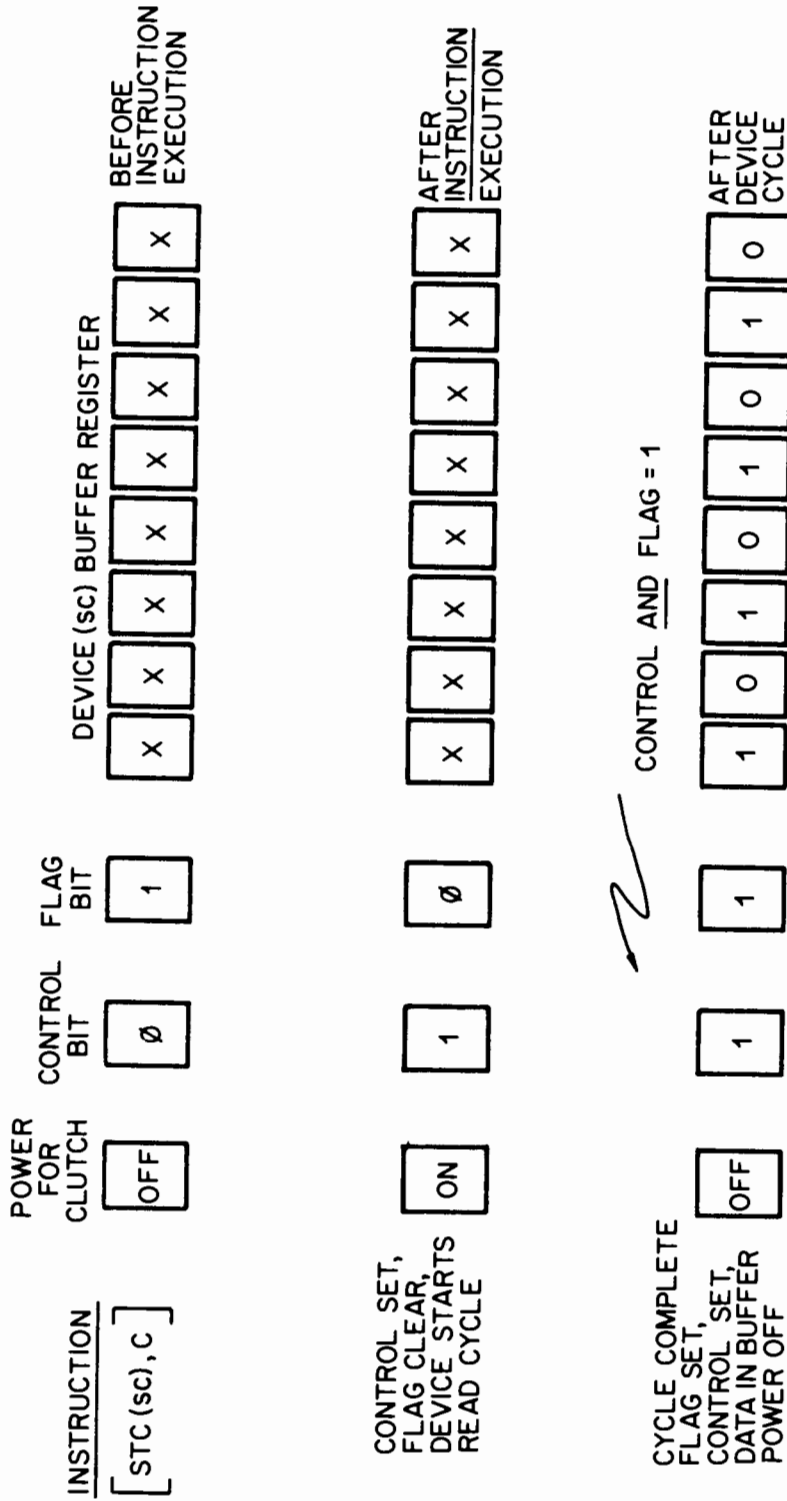 INSTRUCTION
[STC (sc), C]
POWER
FOR
CLUTCH
OFF
CONTROL
BIT
Ø
FLAG
BIT
1
DEVICE (sc) BUFFER REGISTER
X X X X X X X X
BEFORE
INSTRUCTION
EXECUTION
CONTROL SET,
FLAG CLEAR,
DEVICE STARTS
READ CYCLE
ON
1
Ø
X X X X X X X X
AFTER
INSTRUCTION
EXECUTION
CONTROL AND FLAG = 1
CYCLE COMPLETE
FLAG SET,
CONTROL SET,
DATA IN BUFFER
POWER OFF
OFF
1
1
1 0 1 0 1 0 1 0
AFTER
DEVICE
CYCLE